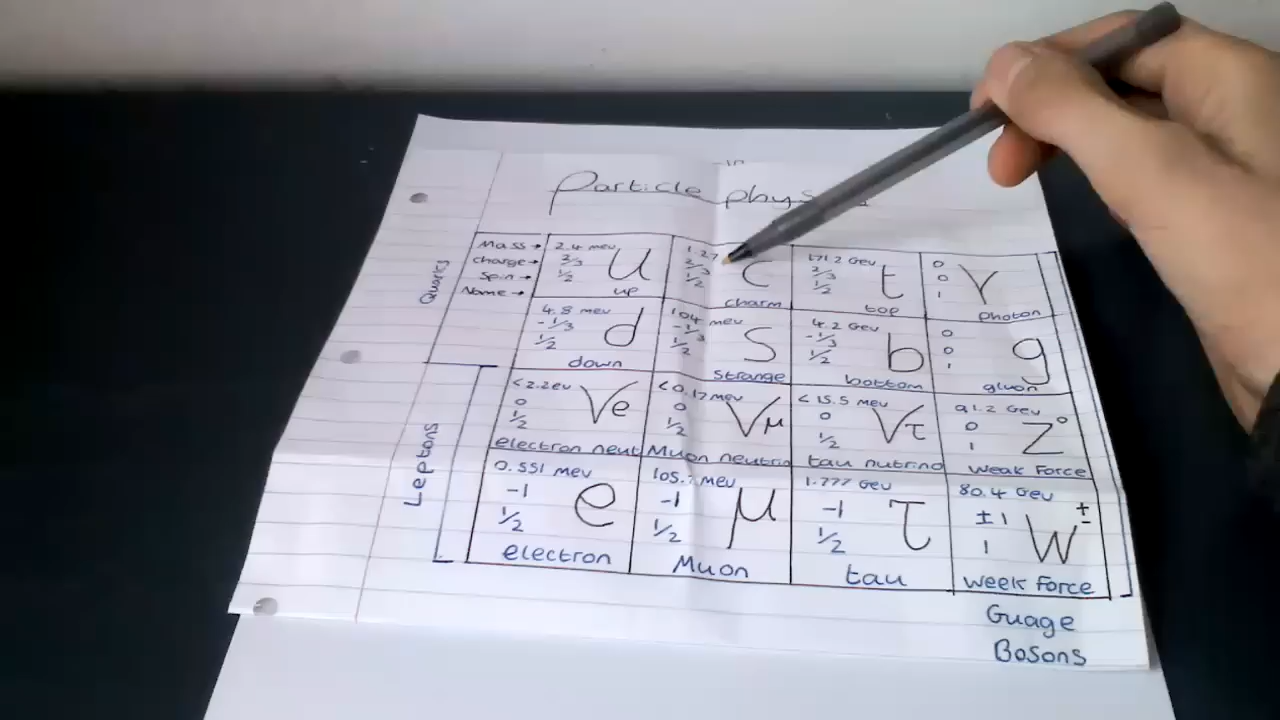 Particle
Quarks
Leptons
Mass→
charge→
Spin→
Name→
2.4 mev
2/3
1/2
u
up
2/3
1/2
c
charm
171.2 Gev
2/3
1/2
t
top
0
0
1
γ
photon
4.8 mev
-1/3
1/2
d
down
104 mev
-1/3
1/2
s
strange
4.2 Gev
-1/3
1/2
b
bottom
0
0
1
g
gluon
<2.2ev
0
1/2
Ve
electron neut
<0.17mev
0
1/2
Vμ
Muon neutrino
<15.5 mev
0
1/2
Vτ
tau nutrino
91.2 Gev
0
1
Z⁰
weak force
0.551 mev
-1
1/2
e
electron
mev
-1
1/2
μ
Muon
1.777 Gev
-1
1/2
τ
tau
80.4 Gev
±1
1
W±
week force
Guage
Bosons